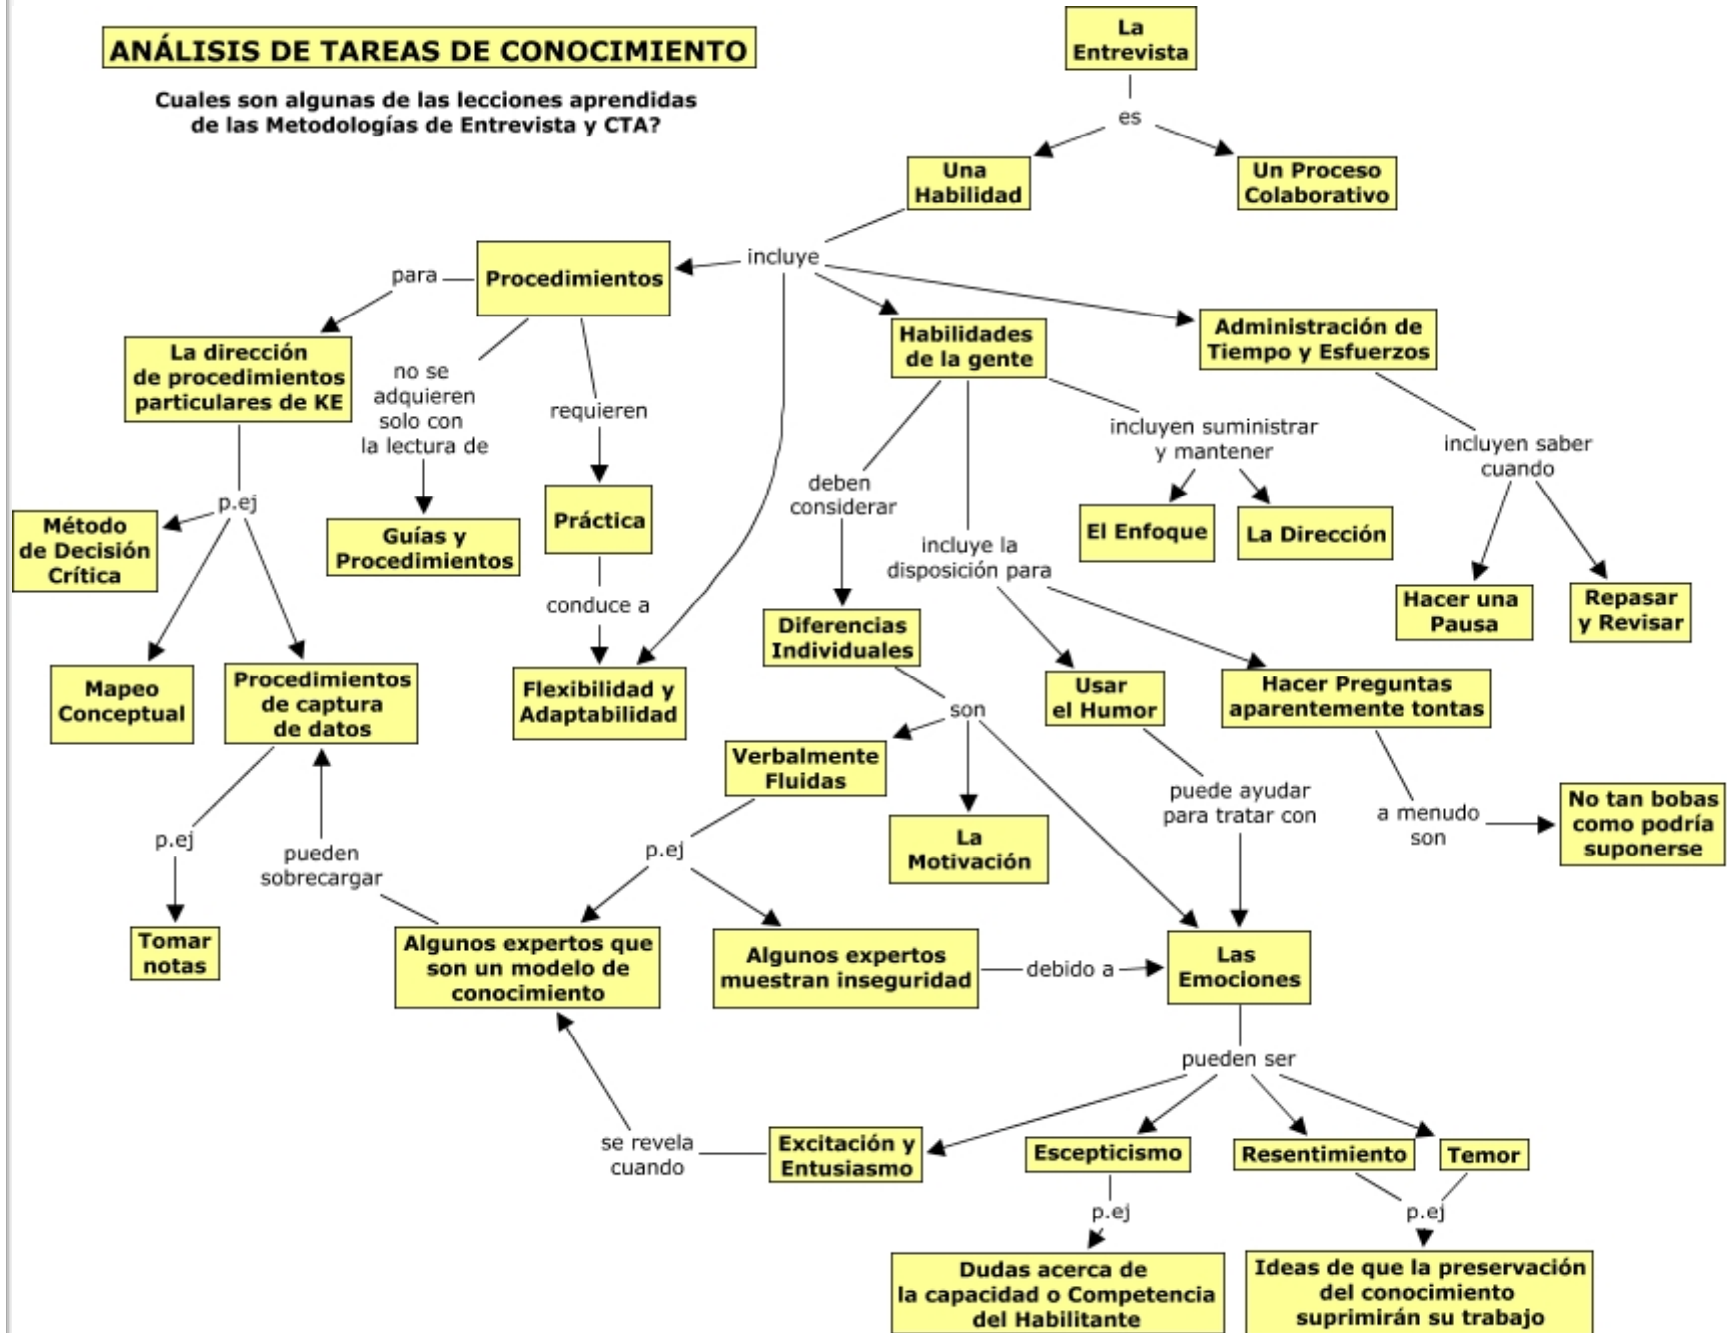 La
Entrevista
ANÁLISIS DE TAREAS DE CONOCIMIENTO
Cuales son algunas de las lecciones aprendidas
de las Metodologías de Entrevista y CTA?
es
Una
Habilidad
Un Proceso
Colaborativo
incluye
Procedimientos
para
La dirección
de procedimientos
particulares de KE
no se
adquieren
solo con
la lectura de
requieren
Habilidades
de la gente
Administración de
Tiempo y Esfuerzos
incluyen suministrar
y mantener
incluyen saber
cuando
p.ej
Método
de Decisión
Crítica
Guías y
Procedimientos
Práctica
deben
considerar
El Enfoque
La Dirección
incluye la
disposición para
conduce a
Hacer una
Pausa
Repasar
y Revisar
Diferencias
Individuales
Mapeo
Conceptual
Procedimientos
de captura
de datos
Flexibilidad y
Adaptabilidad
Usar
el Humor
Hacer Preguntas
aparentemente tontas
son
Verbalmente
Fluidas
La
Motivación
puede ayudar
para tratar con
a menudo
son
No tan bobas
como podría
suponerse
p.ej
pueden
sobrecargar
p.ej
Tomar
notas
Algunos expertos que
son un modelo de
conocimiento
Algunos expertos
muestran inseguridad
debido a
Las
Emociones
pueden ser
se revela
cuando
Excitación y
Entusiasmo
Escepticismo
Resentimiento
Temor
p.ej
p.ej
Dudas acerca de
la capacidad o Competencia
del Habilitante
Ideas de que la preservación
del conocimiento
suprimirán su trabajo